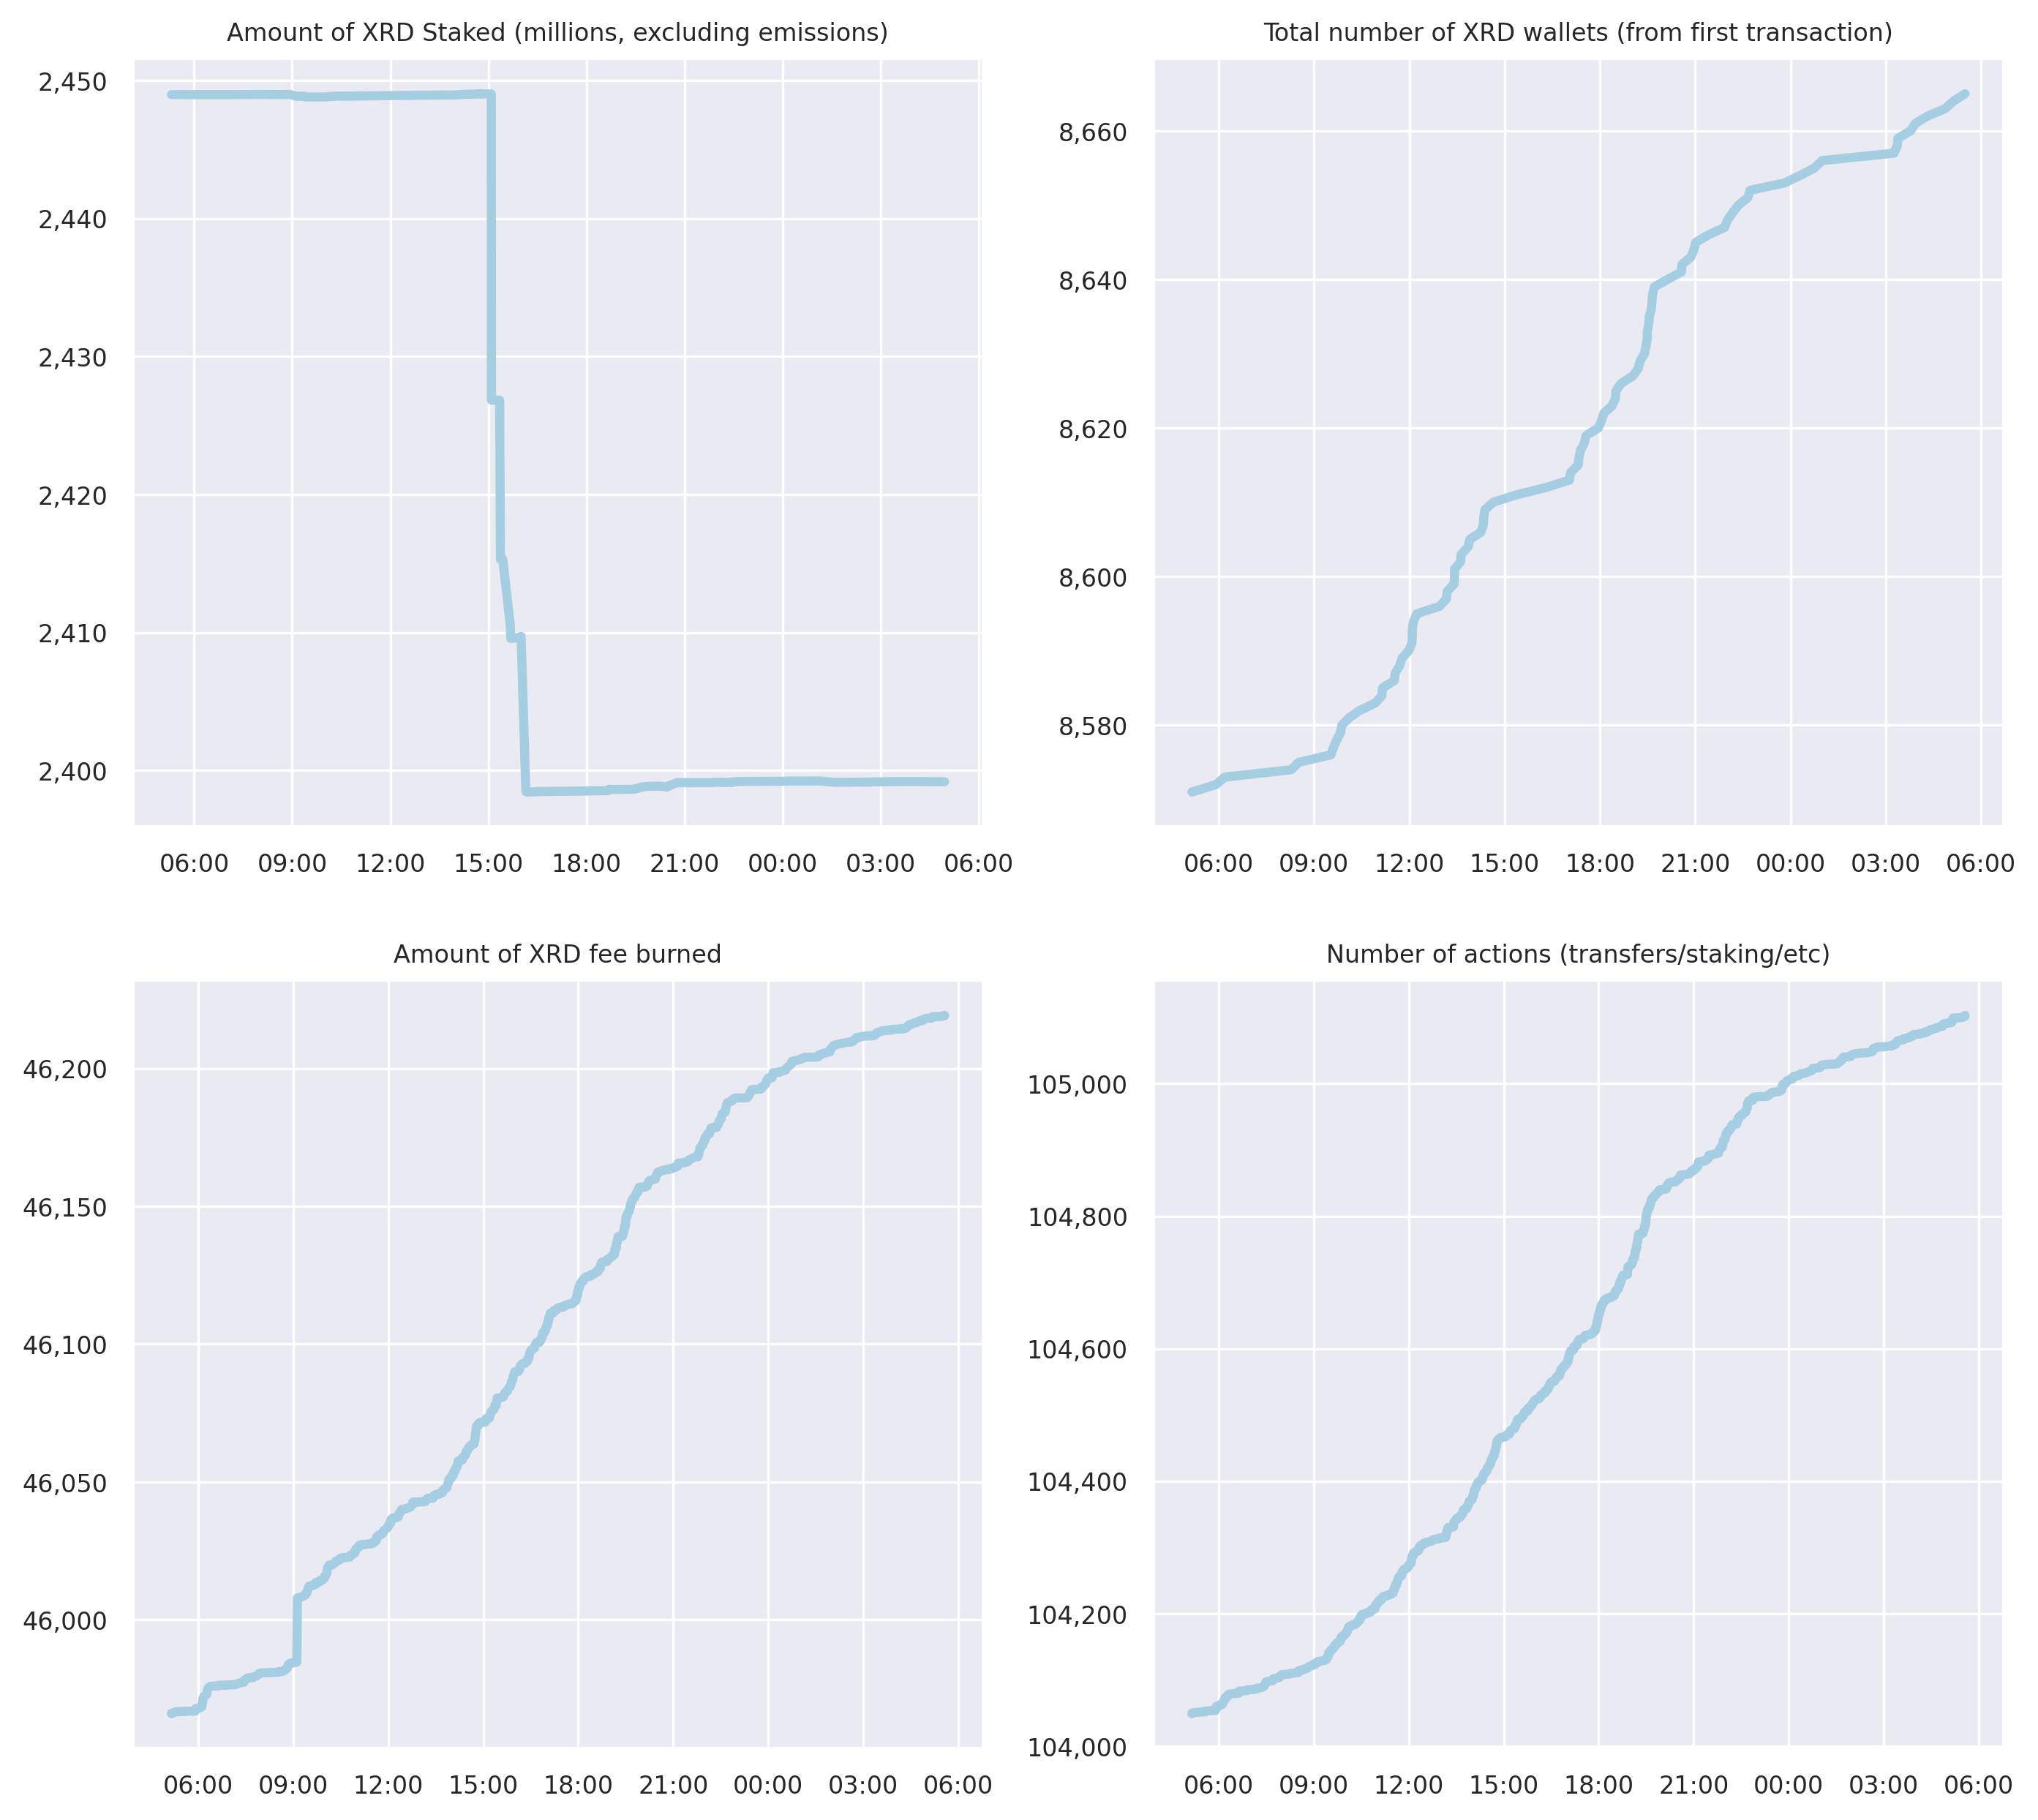 Amount of XRD Staked (millions, excluding emissions)
2,450
2,440
2,430
2,420
2,410
2,400
06:00 09:00 12:00 15:00 18:00 21:00 00:00 03:00 06:00
Total number of XRD wallets (from first transaction)
8,660
8,640
8,620
8,600
8,580
06:00 09:00 12:00 15:00 18:00 21:00 00:00 03:00 06:00
Amount of XRD fee burned
46,200
46,150
46,100
46,050
46,000
06:00 09:00 12:00 15:00 18:00 21:00 00:00 03:00 06:00
Number of actions (transfers/staking/etc)
105,000
104,800
104,600
104,400
104,200
104,000
06:00 09:00 12:00 15:00 18:00 21:00 00:00 03:00 06:00